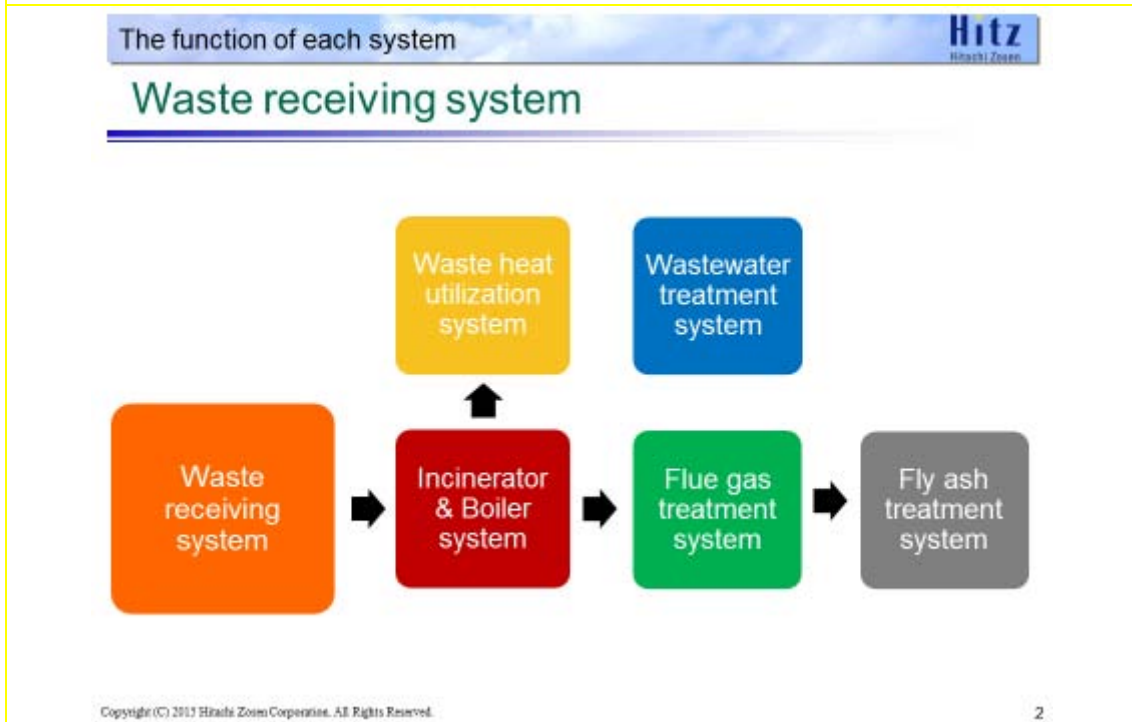 The function of each system
Hitz
Hitachi Zosen
Waste receiving system
Waste heat
utilization
system
Wastewater
treatment
system
Waste
receiving
system
Incinerator
& Boiler
system
Flue gas
treatment
system
Fly ash
treatment
system
Copyright (C) 2015 Hitachi Zosen Corporation. All Rights Reserved.
2